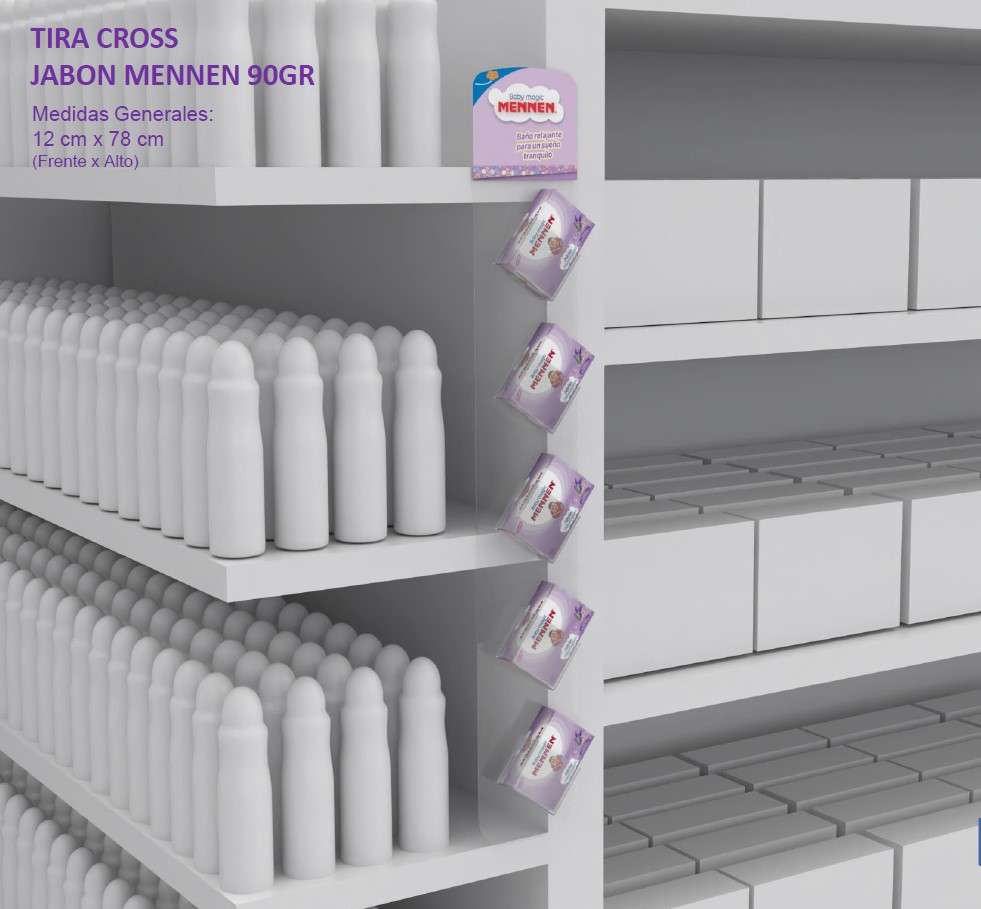 TIRA CROSS
JABON MENNEN 90GR
Medidas Generales:
12 cm x 78 cm
(Frente x Alto)
Baby magic
MENNEN
Baño relajante
para un sueño
tranquilo
MENNEN
MENNEN
MENNEN
MENNEN
MENNEN